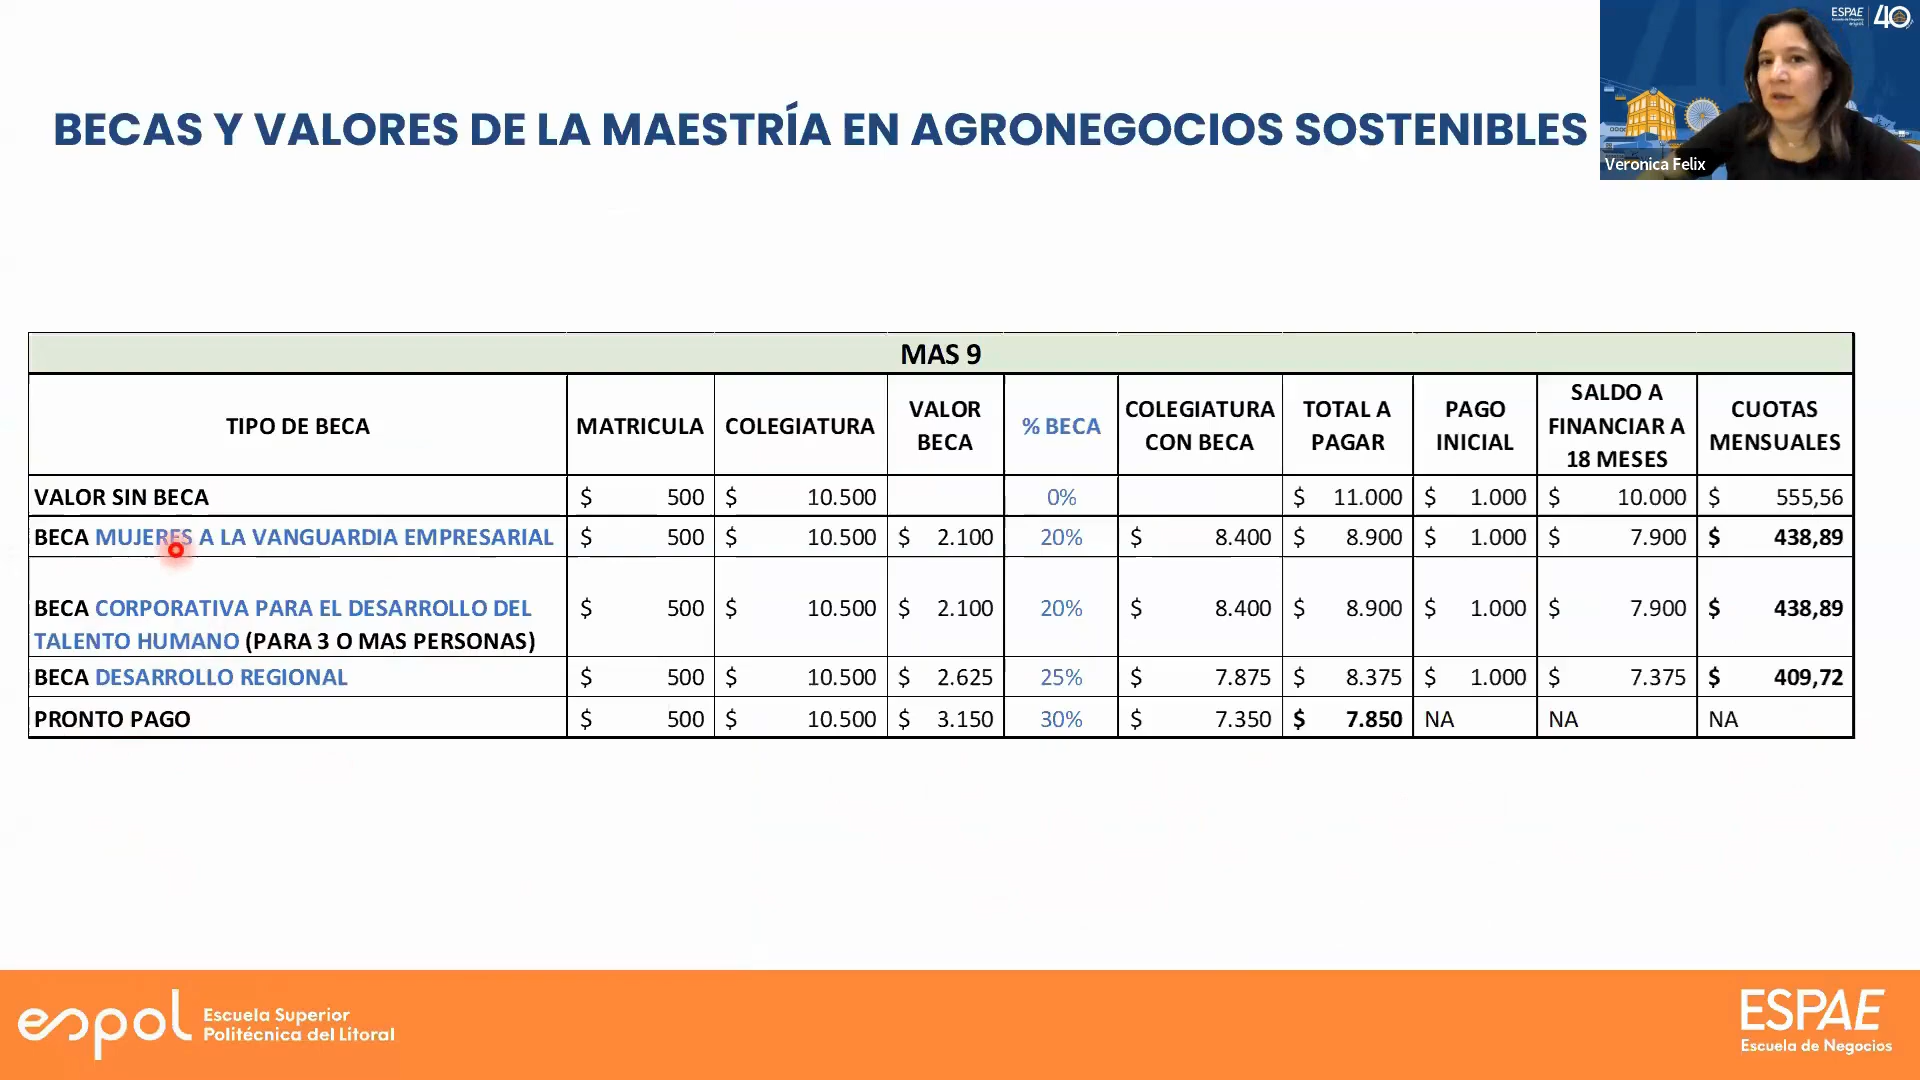 ESPAE
40
BECAS Y VALORES DE LA MAESTRÍA EN AGRONEGOCIOS SOSTENIBLES
Veronica Felix
MAS 9
TIPO DE BECA MATRICULA COLEGIATURA VALOR BECA % BECA COLEGIATURA CON BECA TOTAL A PAGAR PAGO INICIAL SALDO A FINANCIAR A 18 MESES CUOTAS MENSUALES
VALOR SIN BECA $ 500 $ 10.500 0% $ 11.000 $ 1.000 $ 10.000 $ 555,56
BECA MUJERES A LA VANGUARDIA EMPRESARIAL $ 500 $ 10.500 $ 2.100 20% $ 8.400 $ 8.900 $ 1.000 $ 7.900 $ 438,89
BECA CORPORATIVA PARA EL DESARROLLO DEL $ 500 $ 10.500 $ 2.100 20% $ 8.400 $ 8.900 $ 1.000 $ 7.900 $ 438,89
TALENTO HUMANO (PARA 3 O MAS PERSONAS)
BECA DESARROLLO REGIONAL $ 500 $ 10.500 $ 2.625 25% $ 7.875 $ 8.375 $ 1.000 $ 7.375 $ 409,72
PRONTO PAGO $ 500 $ 10.500 $ 3.150 30% $ 7.350 $ 7.850 NA NA NA
espol Escuela Superior
Politécnica del Litoral
ESPAE
Escuela de Negocios